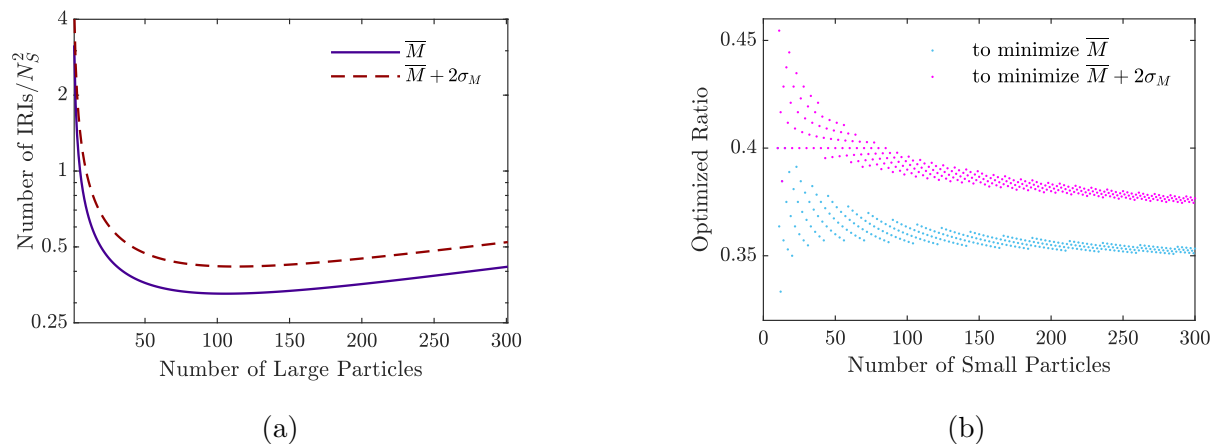 4
2
1
0.5
0.25
50
100
150
200
250
300
Number of IRIs/N_S^2
Number of Large Particles
M̅
M̅ + 2σ_M
(a)
0.45
0.4
0.35
0
50
100
150
200
250
300
Optimized Ratio
Number of Small Particles
to minimize M̅
to minimize M̅ + 2σ_M
(b)